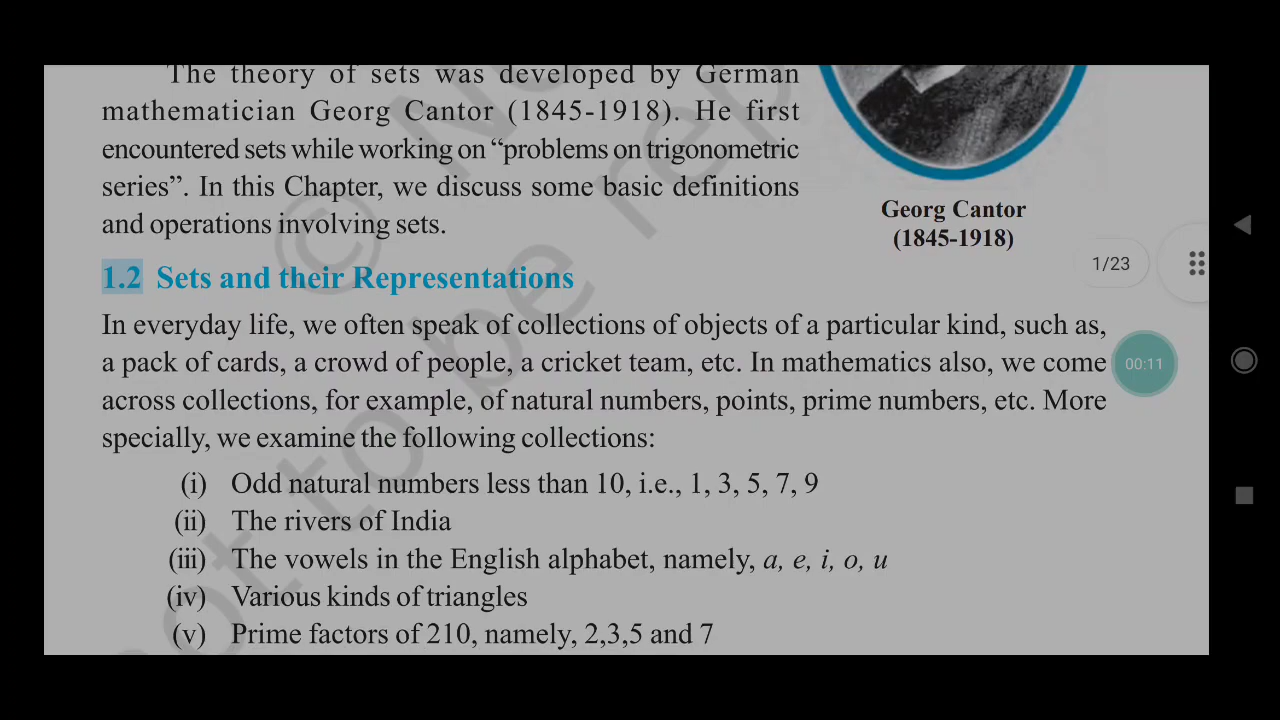 The theory of sets was developed by German
mathematician Georg Cantor (1845-1918). He first
encountered sets while working on “problems on trigonometric
series”. In this Chapter, we discuss some basic definitions
and operations involving sets.
Georg Cantor
(1845-1918)
1/23
1.2 Sets and their Representations
In everyday life, we often speak of collections of objects of a particular kind, such as,
a pack of cards, a crowd of people, a cricket team, etc. In mathematics also, we come
across collections, for example, of natural numbers, points, prime numbers, etc. More
specially, we examine the following collections:
00:11
(i) Odd natural numbers less than 10, i.e., 1, 3, 5, 7, 9
(ii) The rivers of India
(iii) The vowels in the English alphabet, namely, a, e, i, o, u
(iv) Various kinds of triangles
(v) Prime factors of 210, namely, 2,3,5 and 7
©
to be